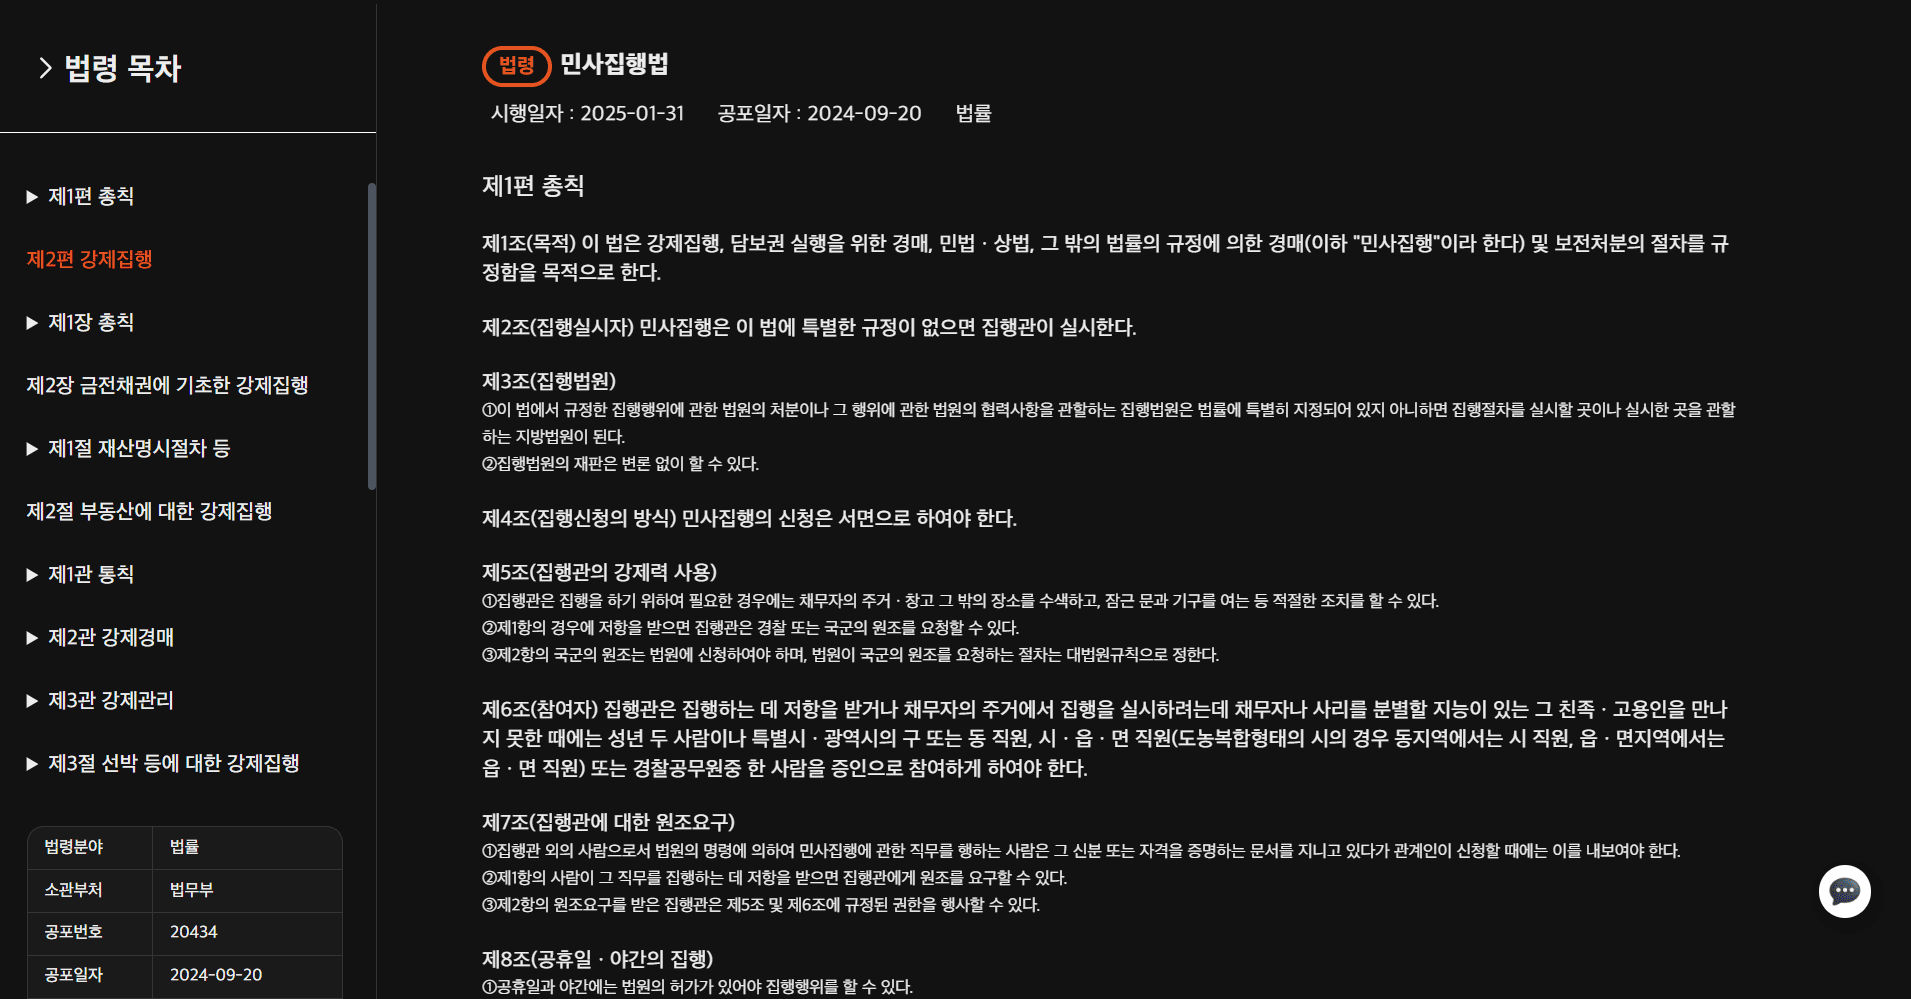 법령 목차
▶ 제1편 총칙
제2편 강제집행
▶ 제1장 총칙
제2장 금전채권에 기초한 강제집행
▶ 제1절 재산명시절차 등
제2절 부동산에 대한 강제집행
▶ 제1관 통칙
▶ 제2관 강제경매
▶ 제3관 강제관리
▶ 제3절 선박 등에 대한 강제집행
법령분야 법률
소관부처 법무부
공포번호 20434
공포일자 2024-09-20
법령 민사집행법
시행일자 : 2025-01-31 공포일자 : 2024-09-20 법률
제1편 총칙
제1조(목적) 이 법은 강제집행, 담보권 실행을 위한 경매, 민법ㆍ상법, 그 밖의 법률의 규정에 의한 경매(이하 "민사집행"이라 한다) 및 보전처분의 절차를 규
정함을 목적으로 한다.
제2조(집행실시자) 민사집행은 이 법에 특별한 규정이 없으면 집행관이 실시한다.
제3조(집행법원)
①이 법에서 규정한 집행행위에 관한 법원의 처분이나 그 행위에 관한 법원의 협력사항을 관할하는 집행법원은 법률에 특별히 지정되어 있지 아니하면 집행절차를 실시할 곳이나 실시한 곳을 관할
하는 지방법원이 된다.
②집행법원의 재판은 변론 없이 할 수 있다.
제4조(집행신청의 방식) 민사집행의 신청은 서면으로 하여야 한다.
제5조(집행관의 강제력 사용)
①집행관은 집행을 하기 위하여 필요한 경우에는 채무자의 주거ㆍ창고 그 밖의 장소를 수색하고, 잠근 문과 기구를 여는 등 적절한 조치를 할 수 있다.
②제1항의 경우에 저항을 받으면 집행관은 경찰 또는 국군의 원조를 요청할 수 있다.
③제2항의 국군의 원조는 법원에 신청하여야 하며, 법원이 국군의 원조를 요청하는 절차는 대법원규칙으로 정한다.
제6조(참여자) 집행관은 집행하는 데 저항을 받거나 채무자의 주거에서 집행을 실시하려는데 채무자나 사리를 분별할 지능이 있는 그 친족ㆍ고용인을 만나
지 못한 때에는 성년 두 사람이나 특별시ㆍ광역시의 구 또는 동 직원, 시ㆍ읍ㆍ면 직원(도농복합형태의 시의 경우 동지역에서는 시 직원, 읍ㆍ면지역에서는
읍ㆍ면 직원) 또는 경찰공무원중 한 사람을 증인으로 참여하게 하여야 한다.
제7조(집행관에 대한 원조요구)
①집행관 외의 사람으로서 법원의 명령에 의하여 민사집행에 관한 직무를 행하는 사람은 그 신분 또는 자격을 증명하는 문서를 지니고 있다가 관계인이 신청할 때에는 이를 내보여야 한다.
②제1항의 사람이 그 직무를 집행하는 데 저항을 받으면 집행관에게 원조를 요구할 수 있다.
③제2항의 원조요구를 받은 집행관은 제5조 및 제6조에 규정된 권한을 행사할 수 있다.
제8조(공휴일ㆍ야간의 집행)
①공휴일과 야간에는 법원의 허가가 있어야 집행행위를 할 수 있다.